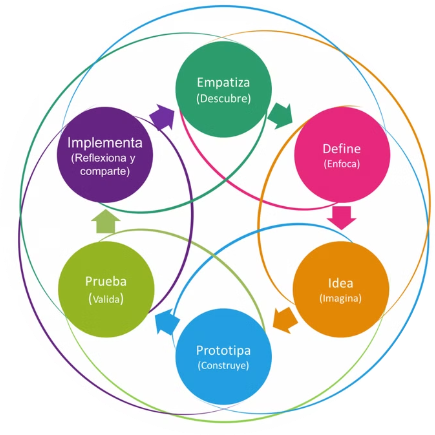 Empatiza
(Descubre)
Define
(Enfoca)
Idea
(Imagina)
Prototipa
(Construye)
Prueba
(Valida)
Implementa
(Reflexiona y
comparte)